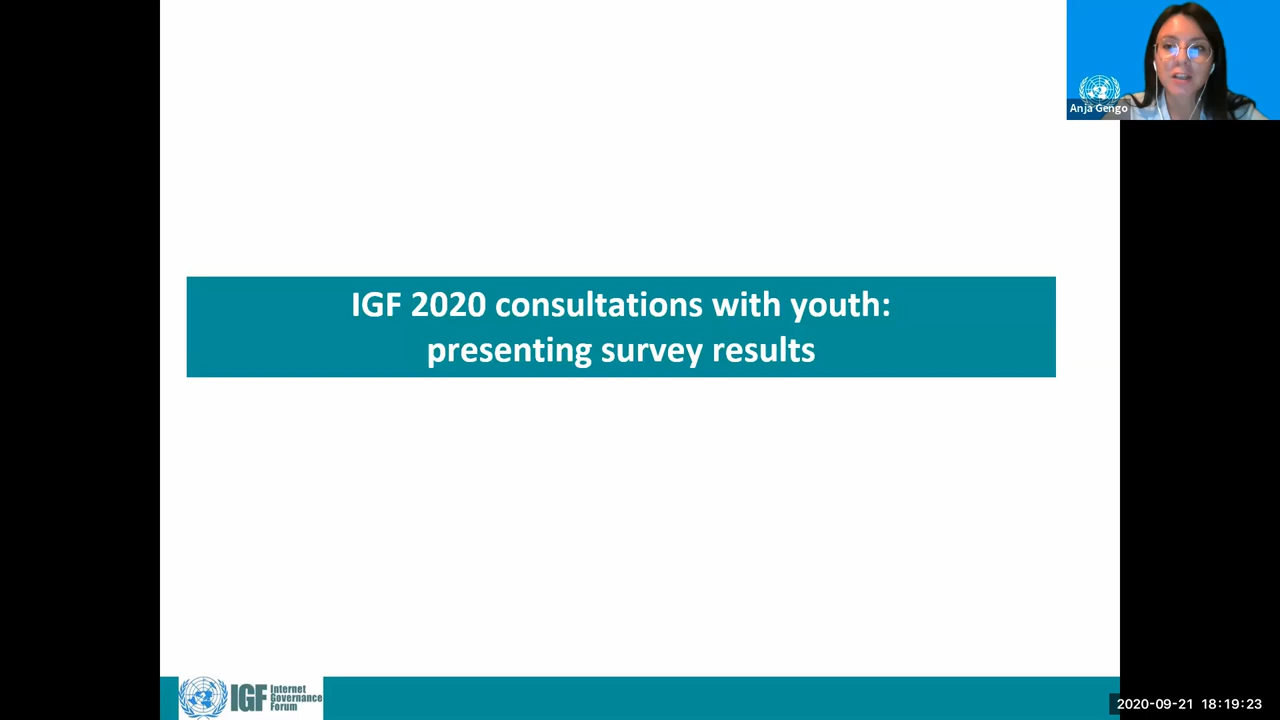 Anja Gengo
IGF 2020 consultations with youth:
presenting survey results
IGF Internet
Governance
Forum
2020-09-21 18:19:23